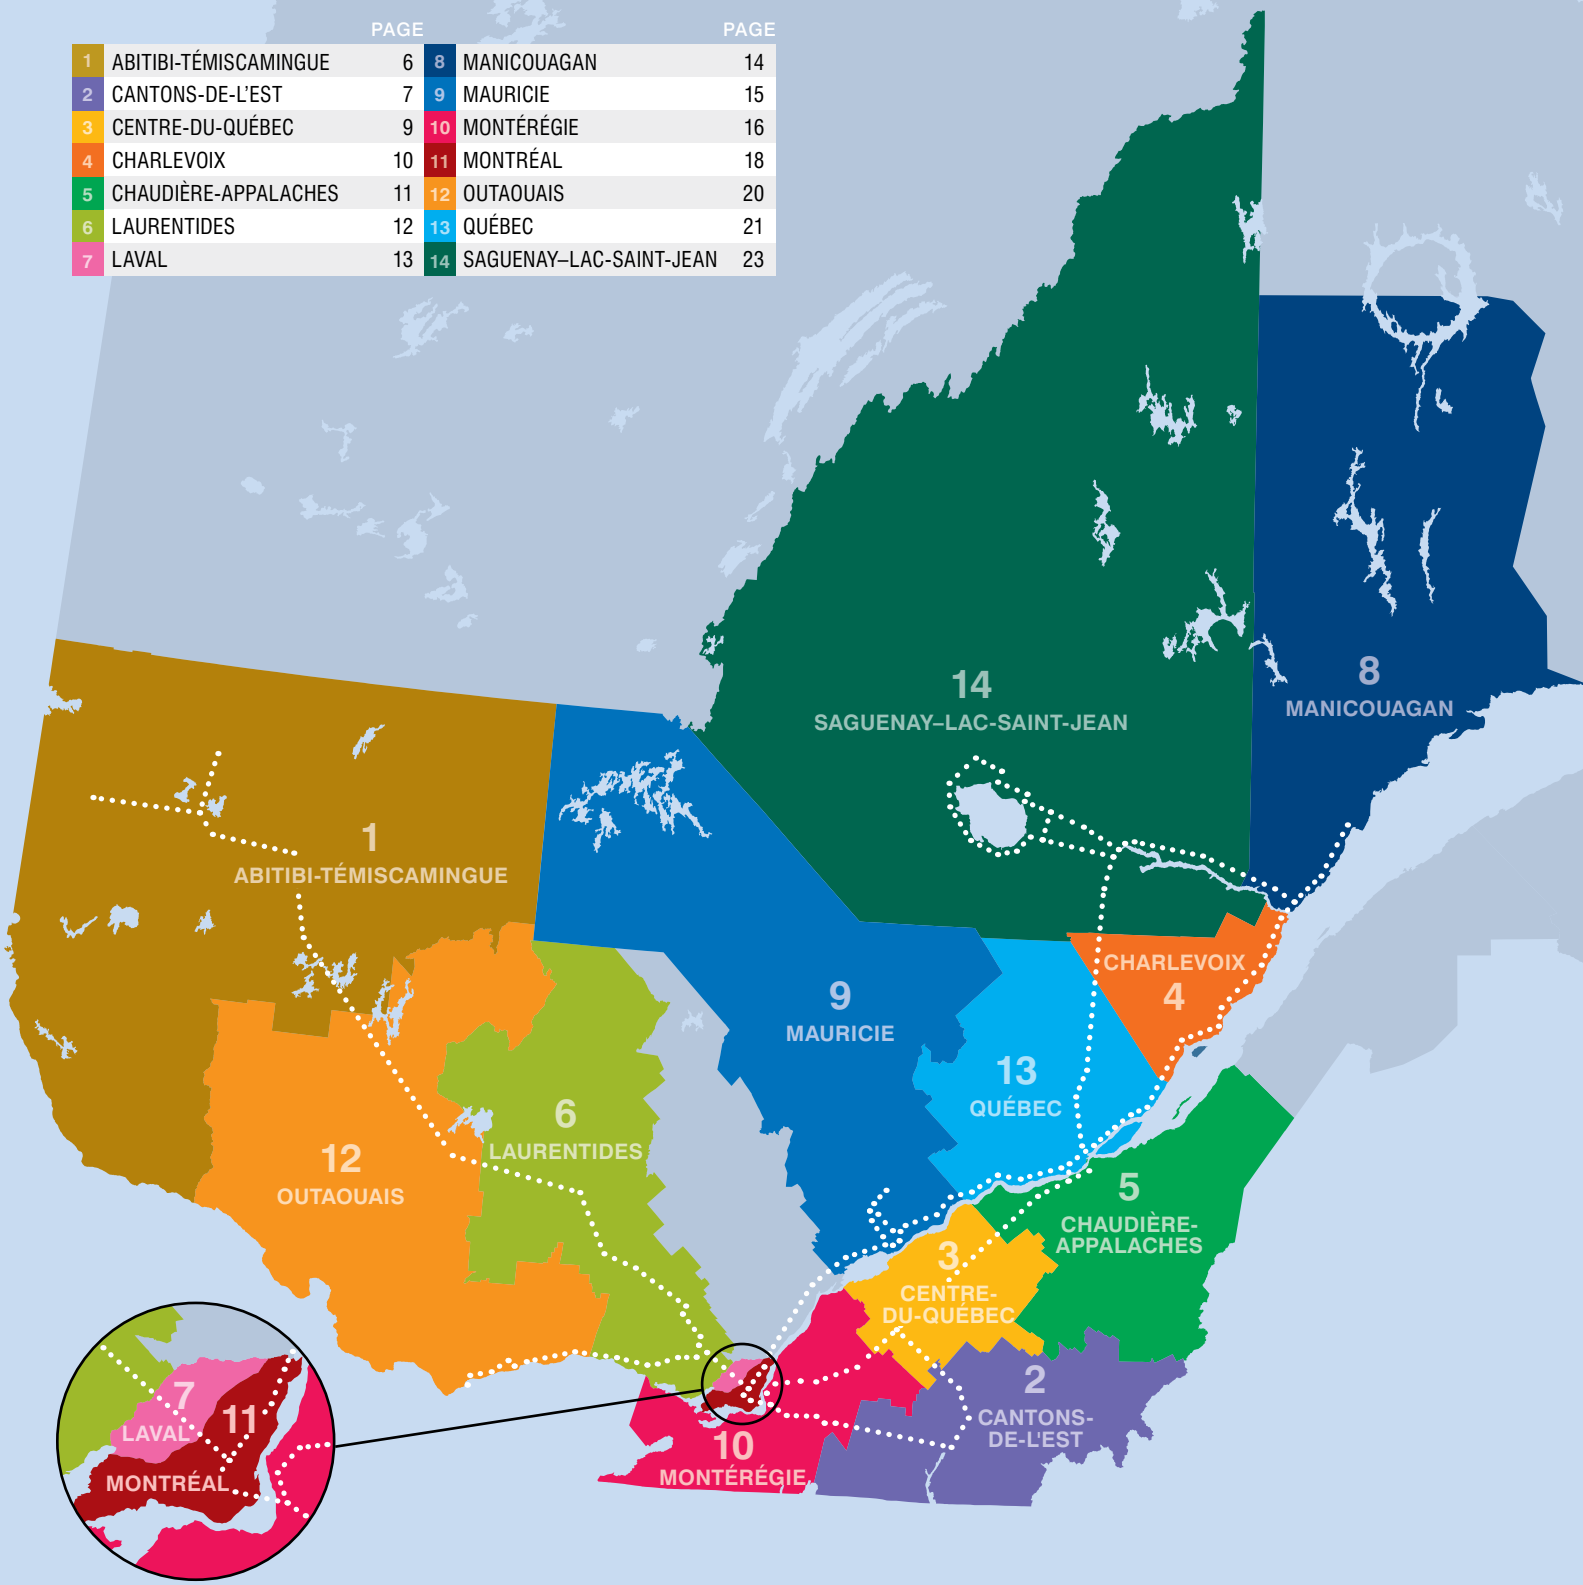 PAGE PAGE
1 ABITIBI-TÉMISCAMINGUE 6 8 MANICOUAGAN 14
2 CANTONS-DE-L'EST 7 9 MAURICIE 15
3 CENTRE-DU-QUÉBEC 9 10 MONTÉRÉGIE 16
4 CHARLEVOIX 10 11 MONTRÉAL 18
5 CHAUDIÈRE-APPALACHES 11 12 OUTAOUAIS 20
6 LAURENTIDES 12 13 QUÉBEC 21
7 LAVAL 13 14 SAGUENAY–LAC-SAINT-JEAN 23
14
SAGUENAY–LAC-SAINT-JEAN
8
MANICOUAGAN
1
ABITIBI-TÉMISCAMINGUE
CHARLEVOIX
4
9
MAURICIE
13
QUÉBEC
6
LAURENTIDES
12
OUTAOUAIS
5
CHAUDIÈRE-
APPALACHES
3
CENTRE-
DU-QUÉBEC
2
CANTONS-
DE-L'EST
10
MONTÉRÉGIE
7
LAVAL
11
MONTRÉAL